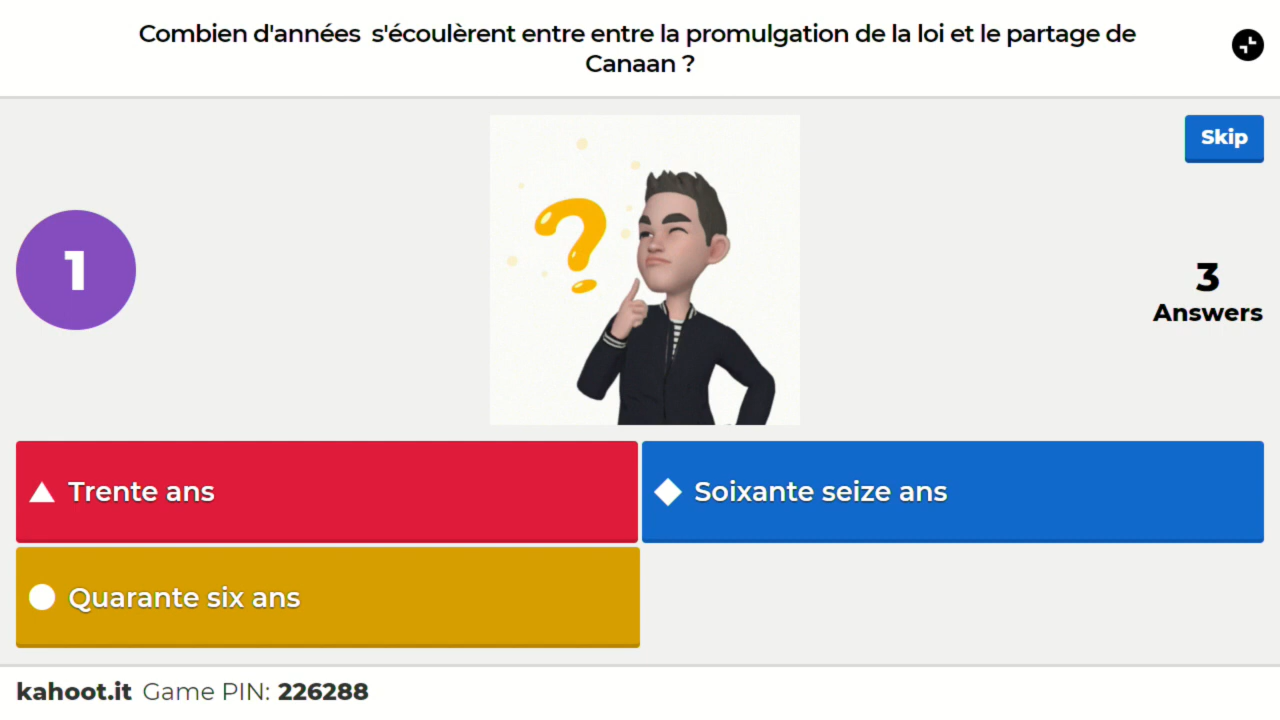 Combien d'années  s'écoulèrent entre entre la promulgation de la loi et le partage de
Canaan ?
Skip
1
3
Answers
Trente ans
Soixante seize ans
Quarante six ans
kahoot.it Game PIN: 226288